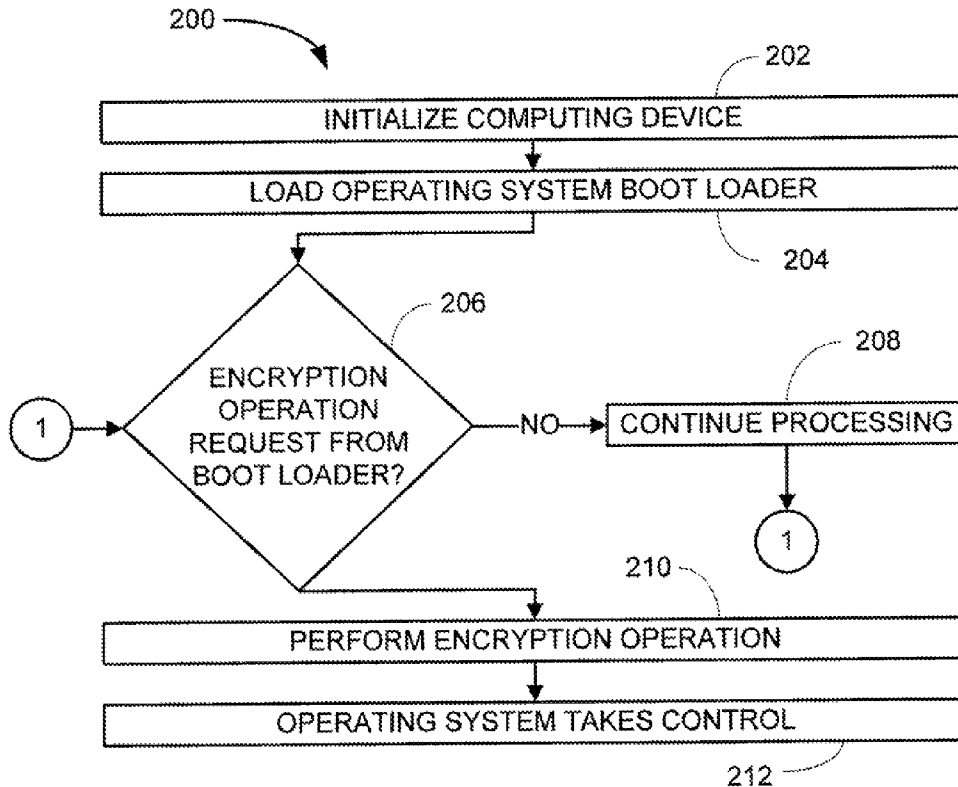 200
202
INITIALIZE COMPUTING DEVICE
LOAD OPERATING SYSTEM BOOT LOADER
204
206
ENCRYPTION
OPERATION
REQUEST FROM
BOOT LOADER?
1
NO
208
CONTINUE PROCESSING
1
210
PERFORM ENCRYPTION OPERATION
OPERATING SYSTEM TAKES CONTROL
212